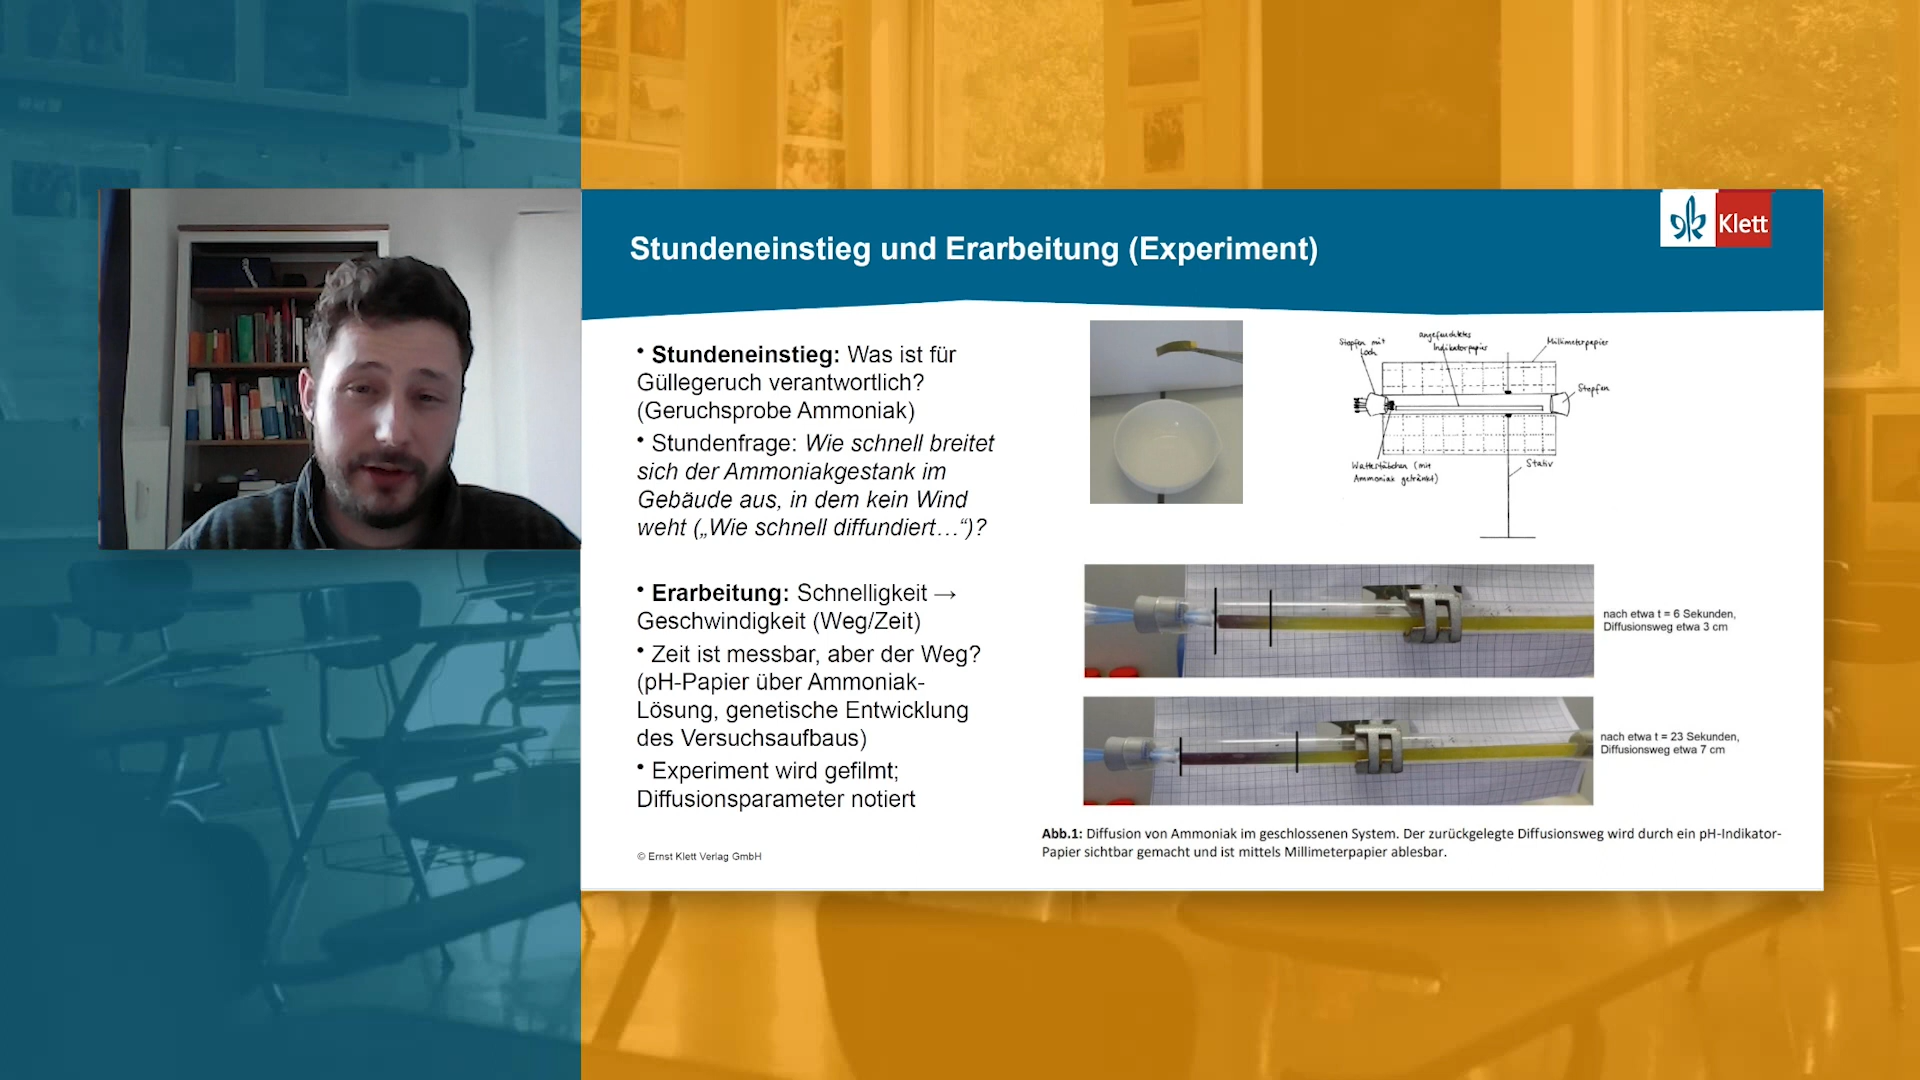 Stundeneinstieg und Erarbeitung (Experiment)
Klett
• Stundeneinstieg: Was ist für
Güllegeruch verantwortlich?
(Geruchsprobe Ammoniak)
• Stundenfrage: Wie schnell breitet
sich der Ammoniakgestank im
Gebäude aus, in dem kein Wind
weht („Wie schnell diffundiert…“)?
• Erarbeitung: Schnelligkeit →
Geschwindigkeit (Weg/Zeit)
• Zeit ist messbar, aber der Weg?
(pH-Papier über Ammoniak-
Lösung, genetische Entwicklung
des Versuchsaufbaus)
• Experiment wird gefilmt;
Diffusionsparameter notiert
© Ernst Klett Verlag GmbH
Stopfen mit
Loch
angefeuchtetes
Indikatorpapier
Millimeterpapier
Stopfen
Wattestäbchen (mit
Ammoniak getränkt)
Stativ
nach etwa t = 6 Sekunden,
Diffusionsweg etwa 3 cm
nach etwa t = 23 Sekunden,
Diffusionsweg etwa 7 cm
Abb.1: Diffusion von Ammoniak im geschlossenen System. Der zurückgelegte Diffusionsweg wird durch ein pH-Indikator-
Papier sichtbar gemacht und ist mittels Millimeterpapier ablesbar.